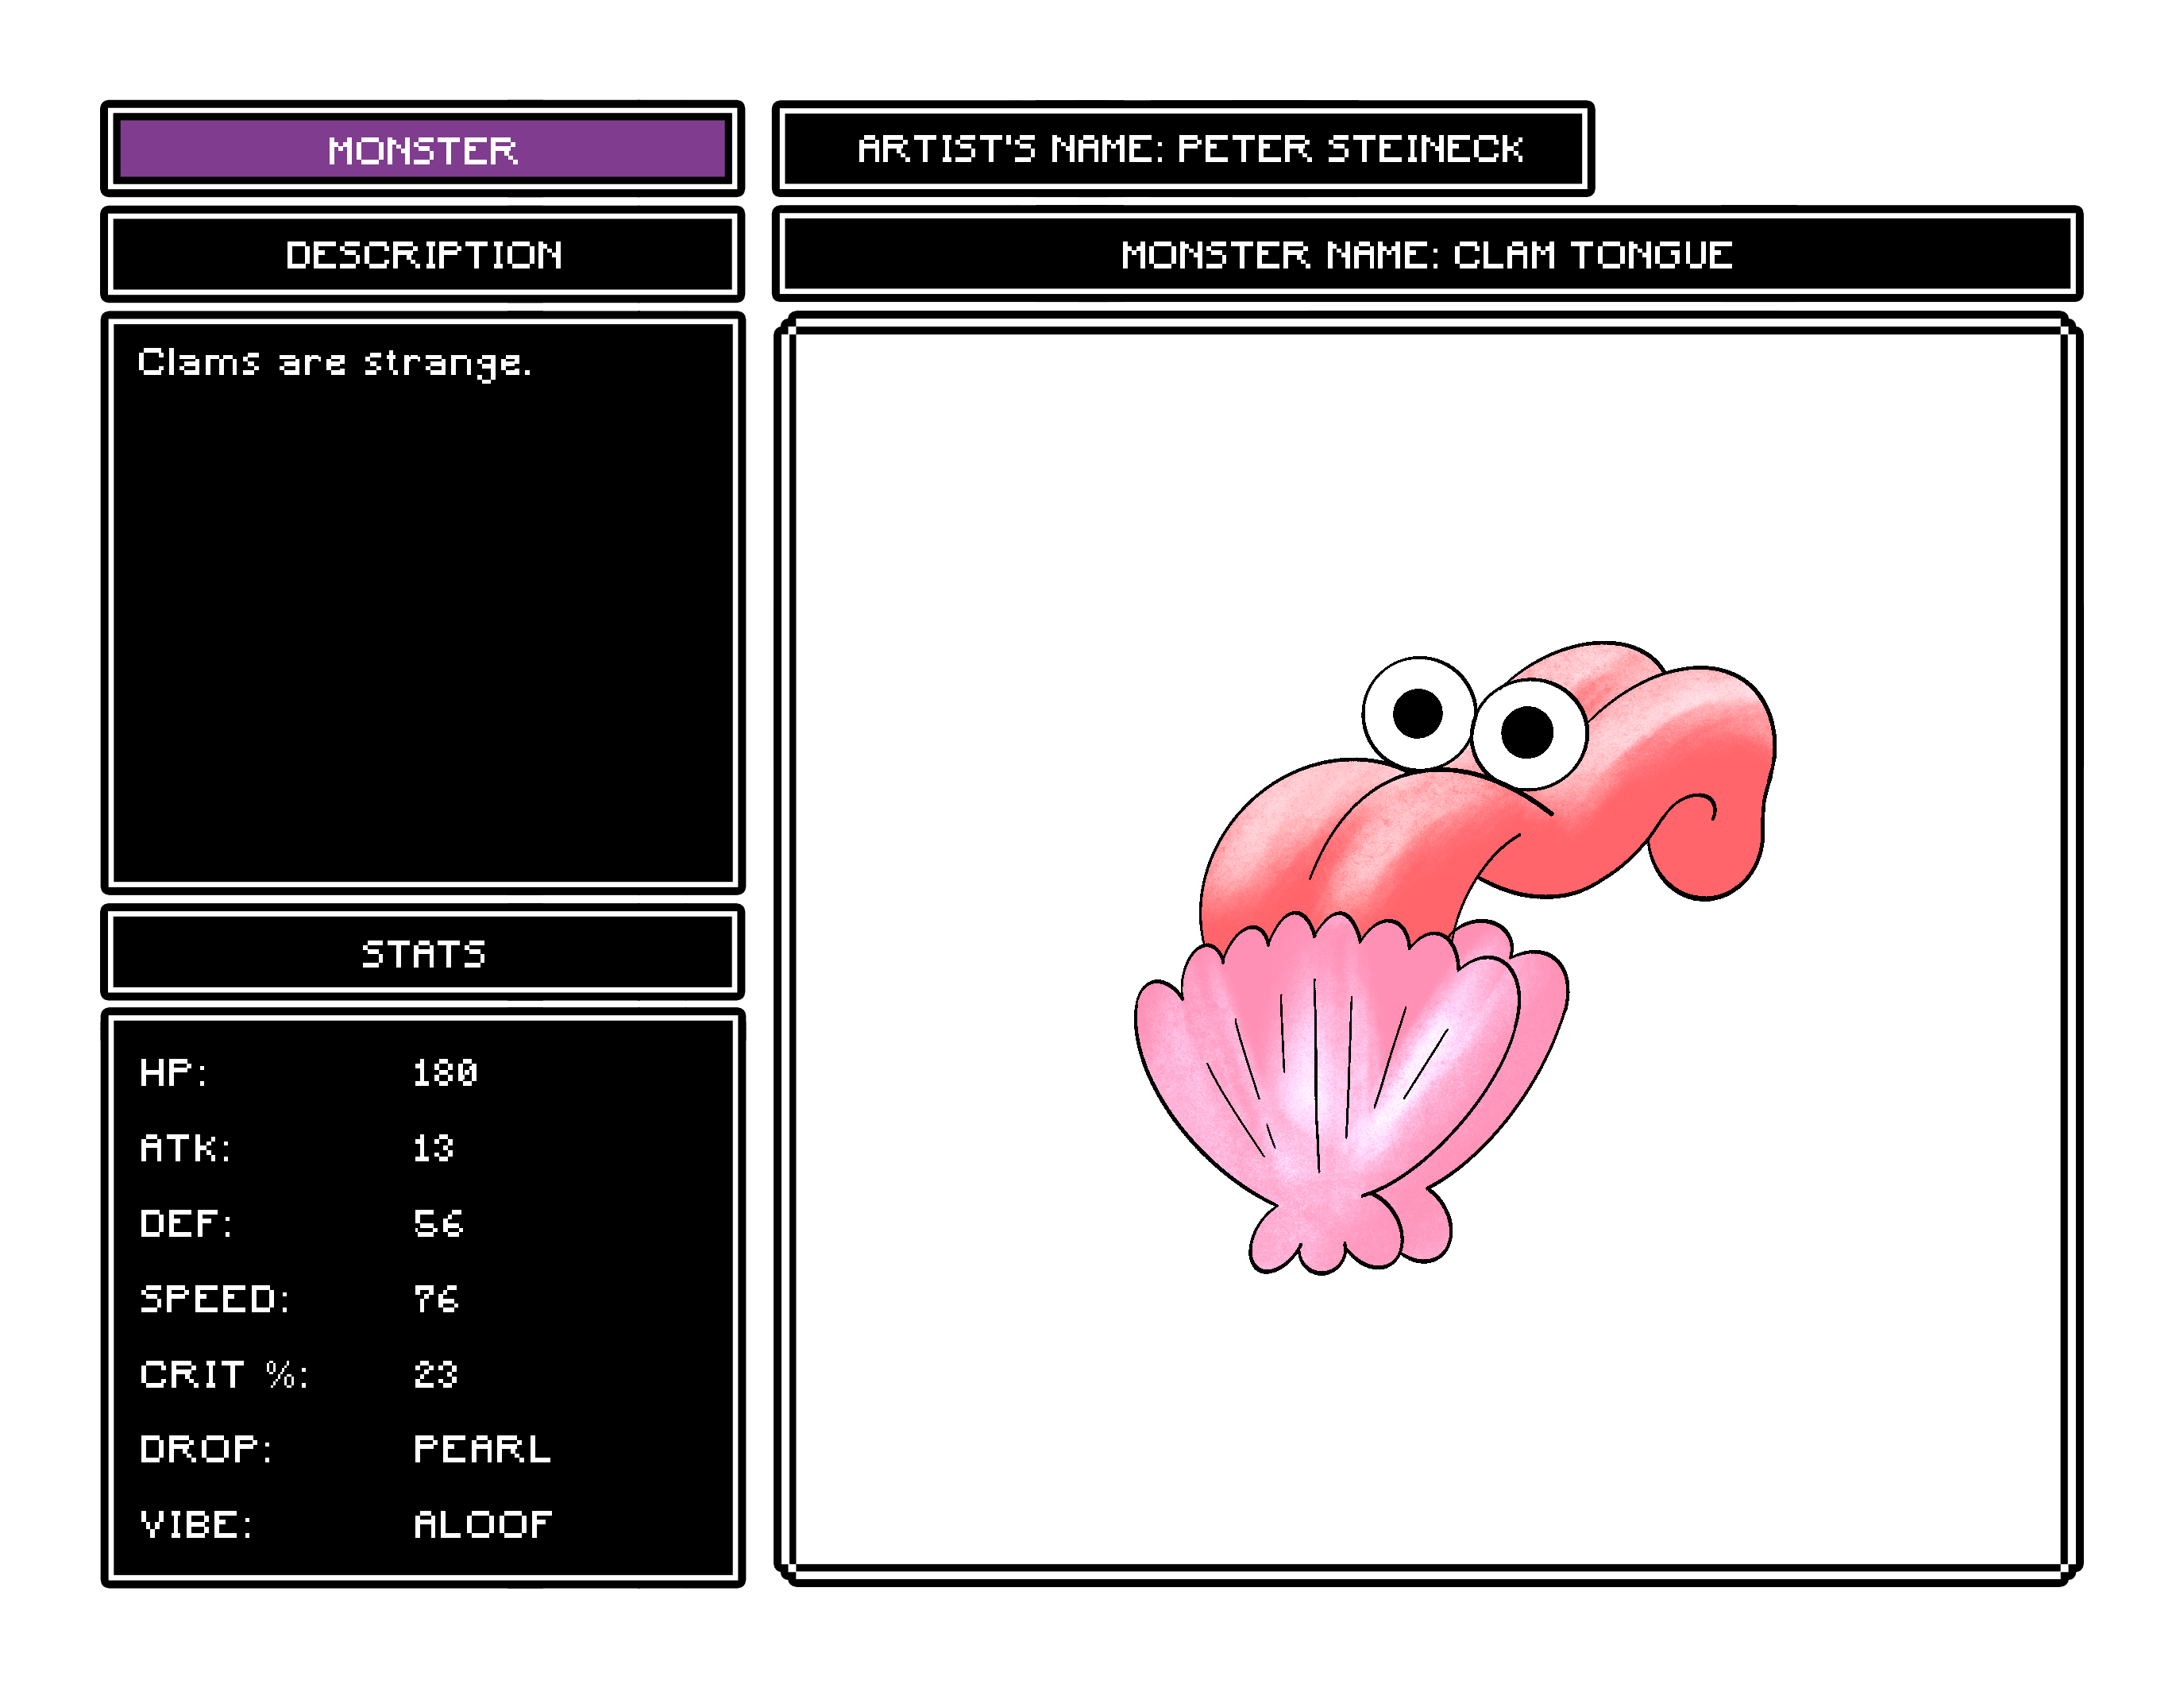 MONSTER
ARTIST'S NAME: PETER STEINECK
DESCRIPTION
MONSTER NAME: CLAM TONGUE
Clams are strange.
STATS
HP: 180
ATK: 13
DEF: 56
SPEED: 76
CRIT %: 23
DROP: PEARL
VIBE: ALOOF